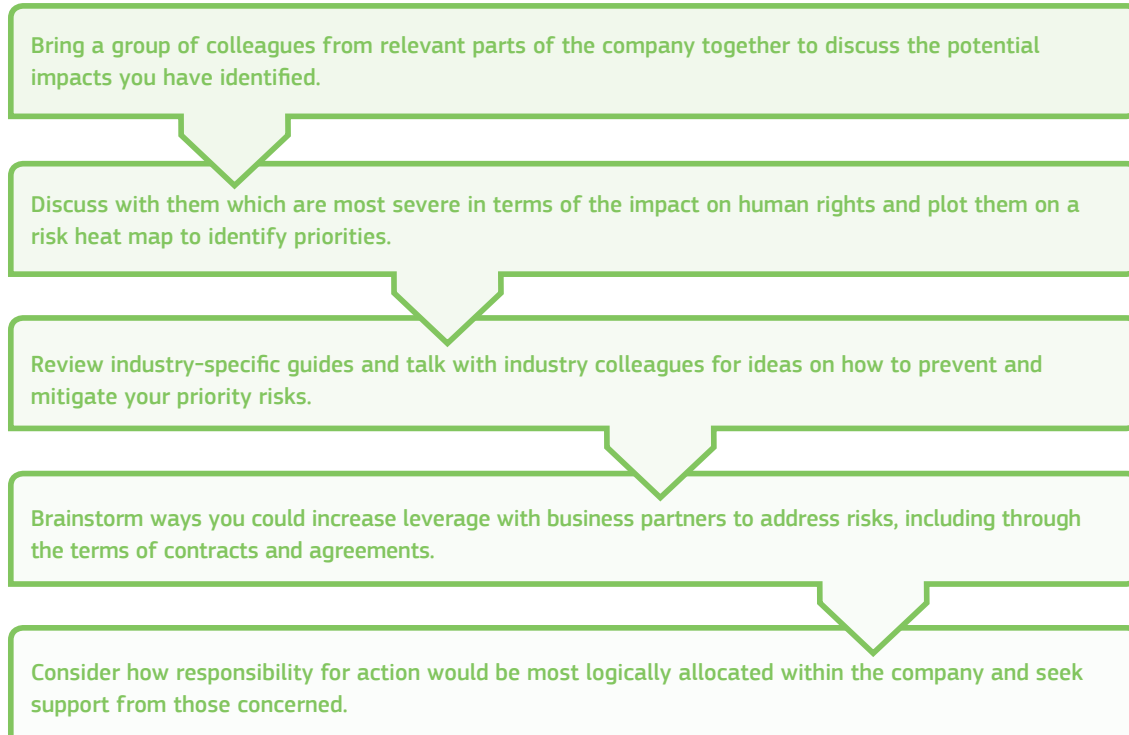 Bring a group of colleagues from relevant parts of the company together to discuss the potential
impacts you have identified.
Discuss with them which are most severe in terms of the impact on human rights and plot them on a
risk heat map to identify priorities.
Review industry-specific guides and talk with industry colleagues for ideas on how to prevent and
mitigate your priority risks.
Brainstorm ways you could increase leverage with business partners to address risks, including through
the terms of contracts and agreements.
Consider how responsibility for action would be most logically allocated within the company and seek
support from those concerned.